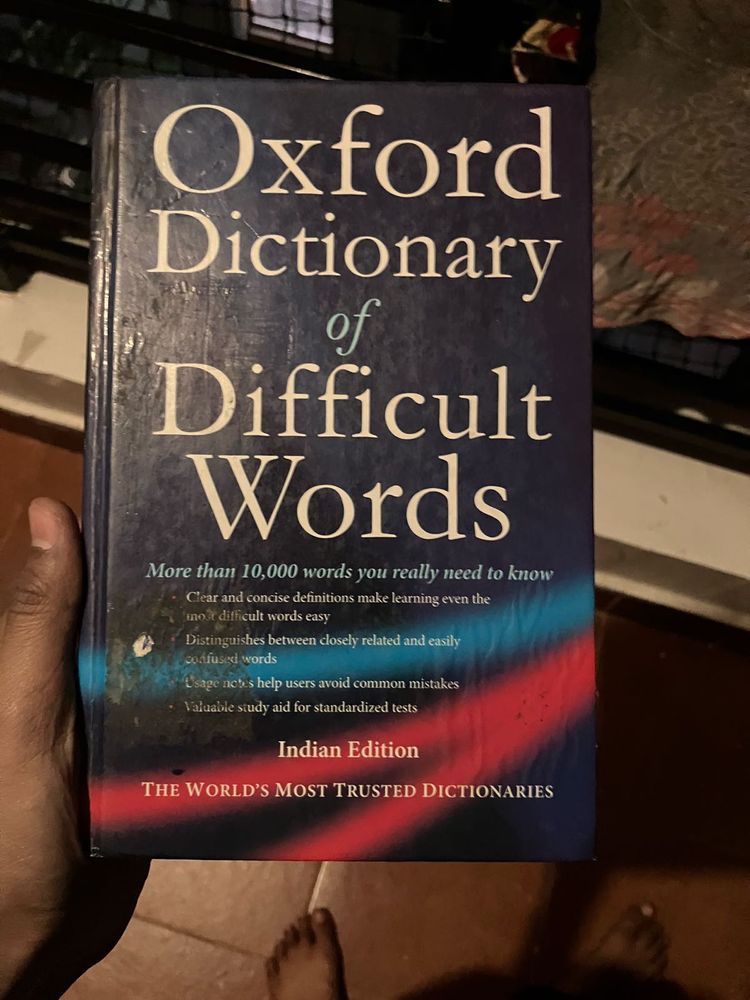 Oxford
Dictionary
of
Difficult
Words
More than 10,000 words you really need to know
Clear and concise definitions make learning even the
most difficult words easy
Distinguishes between closely related and easily
confused words
Usage notes help users avoid common mistakes
Valuable study aid for standardized tests
Indian Edition
THE WORLD'S MOST TRUSTED DICTIONARIES